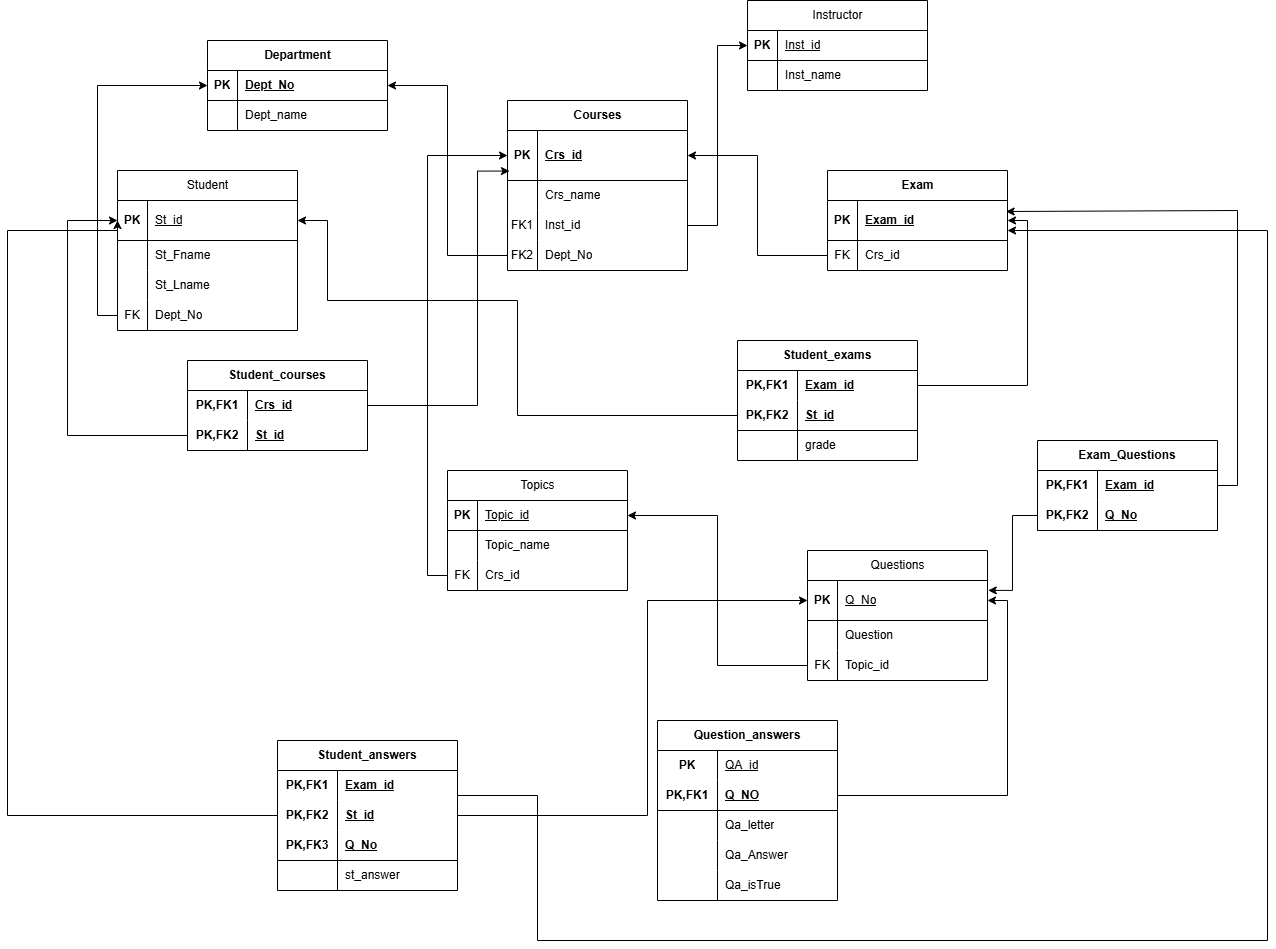 Instructor
PK Inst_id
Inst_name
Department
PK Dept_No
Dept_name
Courses
PK Crs_id
Crs_name
FK1 Inst_id
FK2 Dept_No
Student
PK St_id
St_Fname
St_Lname
FK Dept_No
Exam
PK Exam_id
FK Crs_id
Student_exams
PK,FK1 Exam_id
PK,FK2 St_id
grade
Student_courses
PK,FK1 Crs_id
PK,FK2 St_id
Exam_Questions
PK,FK1 Exam_id
PK,FK2 Q_No
Topics
PK Topic_id
Topic_name
FK Crs_id
Questions
PK Q_No
Question
FK Topic_id
Question_answers
PK QA_id
PK,FK1 Q_NO
Qa_letter
Qa_Answer
Qa_isTrue
Student_answers
PK,FK1 Exam_id
PK,FK2 St_id
PK,FK3 Q_No
st_answer